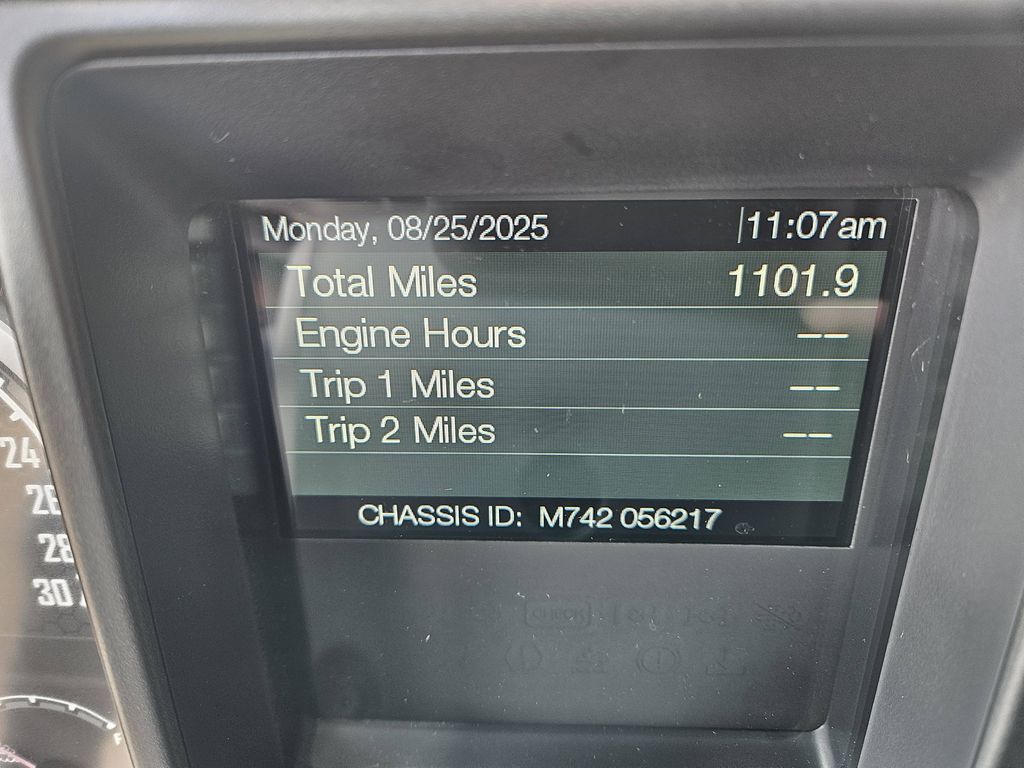 Monday, 08/25/2025 11:07am
Total Miles 1101.9
Engine Hours --
Trip 1 Miles --
Trip 2 Miles --
CHASSIS ID: M742 056217
CHECK
24
28
30